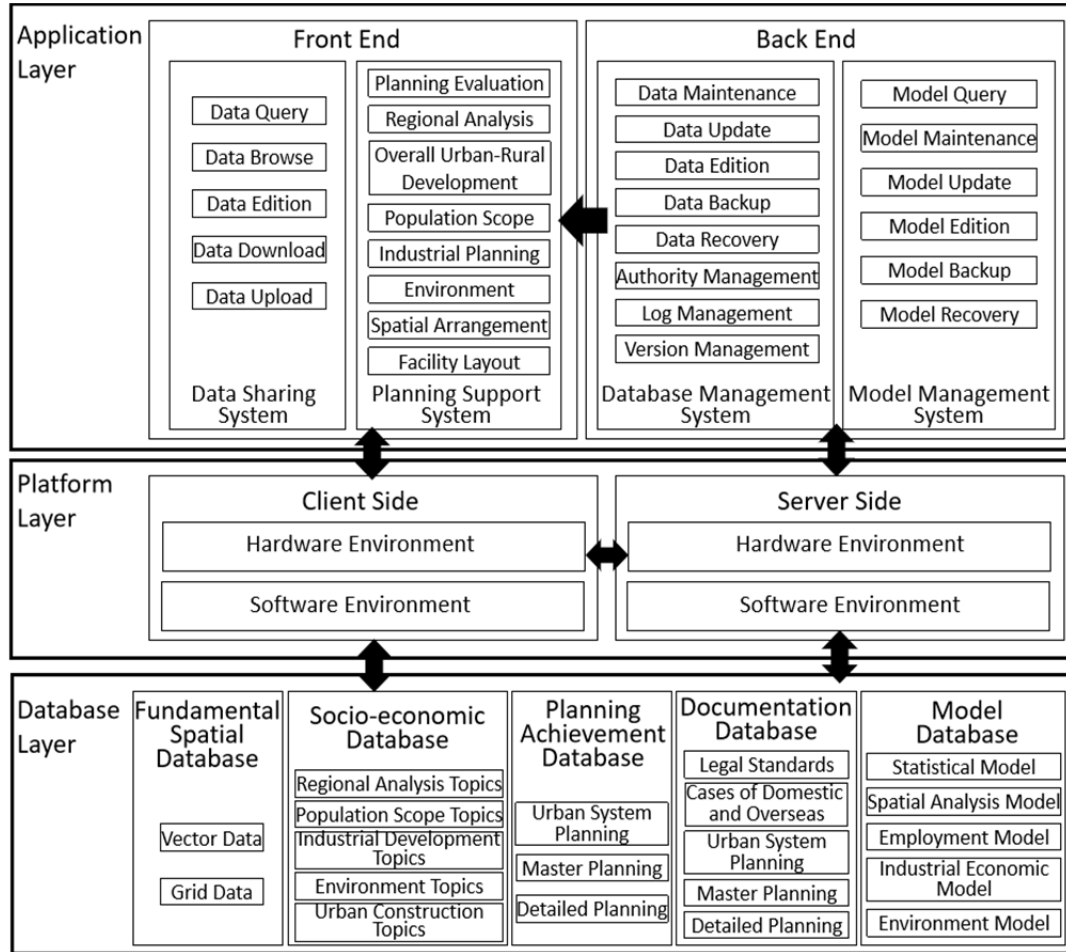 Application
Layer
Front End
Data Query
Data Browse
Data Edition
Data Download
Data Upload
Data Sharing
System
Planning Evaluation
Regional Analysis
Overall Urban-Rural
Development
Population Scope
Industrial Planning
Environment
Spatial Arrangement
Facility Layout
Planning Support
System
Back End
Data Maintenance
Data Update
Data Edition
Data Backup
Data Recovery
Authority Management
Log Management
Version Management
Database Management
System
Model Query
Model Maintenance
Model Update
Model Edition
Model Backup
Model Recovery
Model Management
System
Platform
Layer
Client Side
Hardware Environment
Software Environment
Server Side
Hardware Environment
Software Environment
Database
Layer
Fundamental
Spatial
Database
Vector Data
Grid Data
Socio-economic
Database
Regional Analysis Topics
Population Scope Topics
Industrial Development
Topics
Environment Topics
Urban Construction
Topics
Planning
Achievement
Database
Urban System
Planning
Master Planning
Detailed Planning
Documentation
Database
Legal Standards
Cases of Domestic
and Overseas
Urban System
Planning
Master Planning
Detailed Planning
Model
Database
Statistical Model
Spatial Analysis Model
Employment Model
Industrial Economic
Model
Environment Model